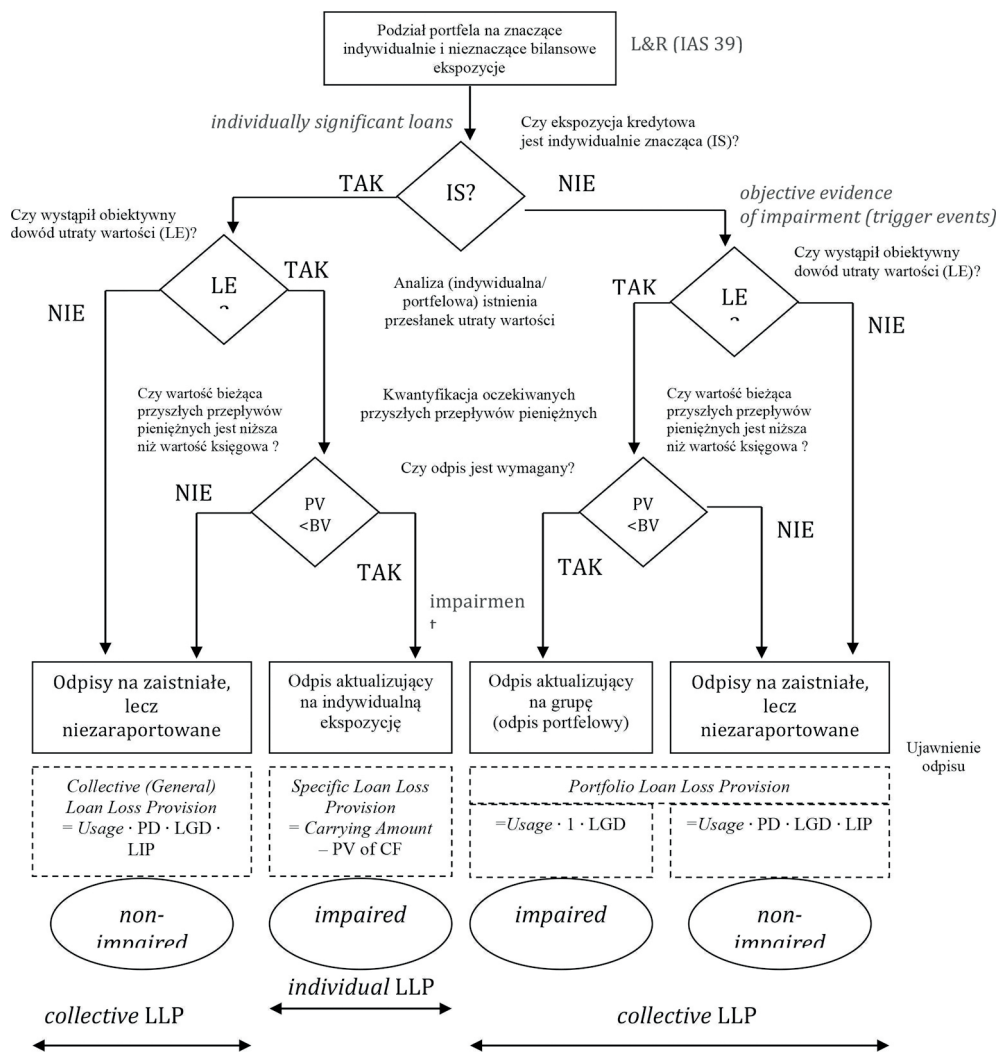 Podział portfela na znaczące
indywidualnie i nieznaczące bilansowe
ekspozycje
L&R (IAS 39)
individually significant loans
Czy ekspozycja kredytowa
jest indywidualnie znacząca (IS)?
TAK
IS?
NIE
objective evidence
of impairment (trigger events)
Czy wystąpił obiektywny
dowód utraty wartości (LE)?
Czy wystąpił obiektywny
dowód utraty wartości (LE)?
NIE
LE
TAK
Analiza (indywidualna/
portfelowa) istnienia
przesłanek utraty wartości
TAK
LE
NIE
Czy wartość bieżąca
przyszłych przepływów
pieniężnych jest niższa
niż wartość księgowa ?
Kwantyfikacja oczekiwanych
przyszłych przepływów pieniężnych
Czy wartość bieżąca
przyszłych przepływów
pieniężnych jest niższa
niż wartość księgowa ?
Czy odpis jest wymagany?
NIE
PV
<BV
TAK
PV
<BV
TAK
NIE
impairmen
t
Odpisy na zaistniałe,
lecz
niezaraportowane
Odpis aktualizujący
na indywidualną
ekspozycję
Odpis aktualizujący
na grupę
(odpis portfelowy)
Odpisy na zaistniałe,
lecz
niezaraportowane
Ujawnienie
odpisu
Collective (General)
Loan Loss Provision
= Usage · PD · LGD ·
LIP
Specific Loan Loss
Provision
= Carrying Amount
– PV of CF
Portfolio Loan Loss Provision
=Usage · 1 · LGD
=Usage · PD · LGD · LIP
non-
impaired
impaired
impaired
non-
impaired
individual LLP
collective LLP
collective LLP